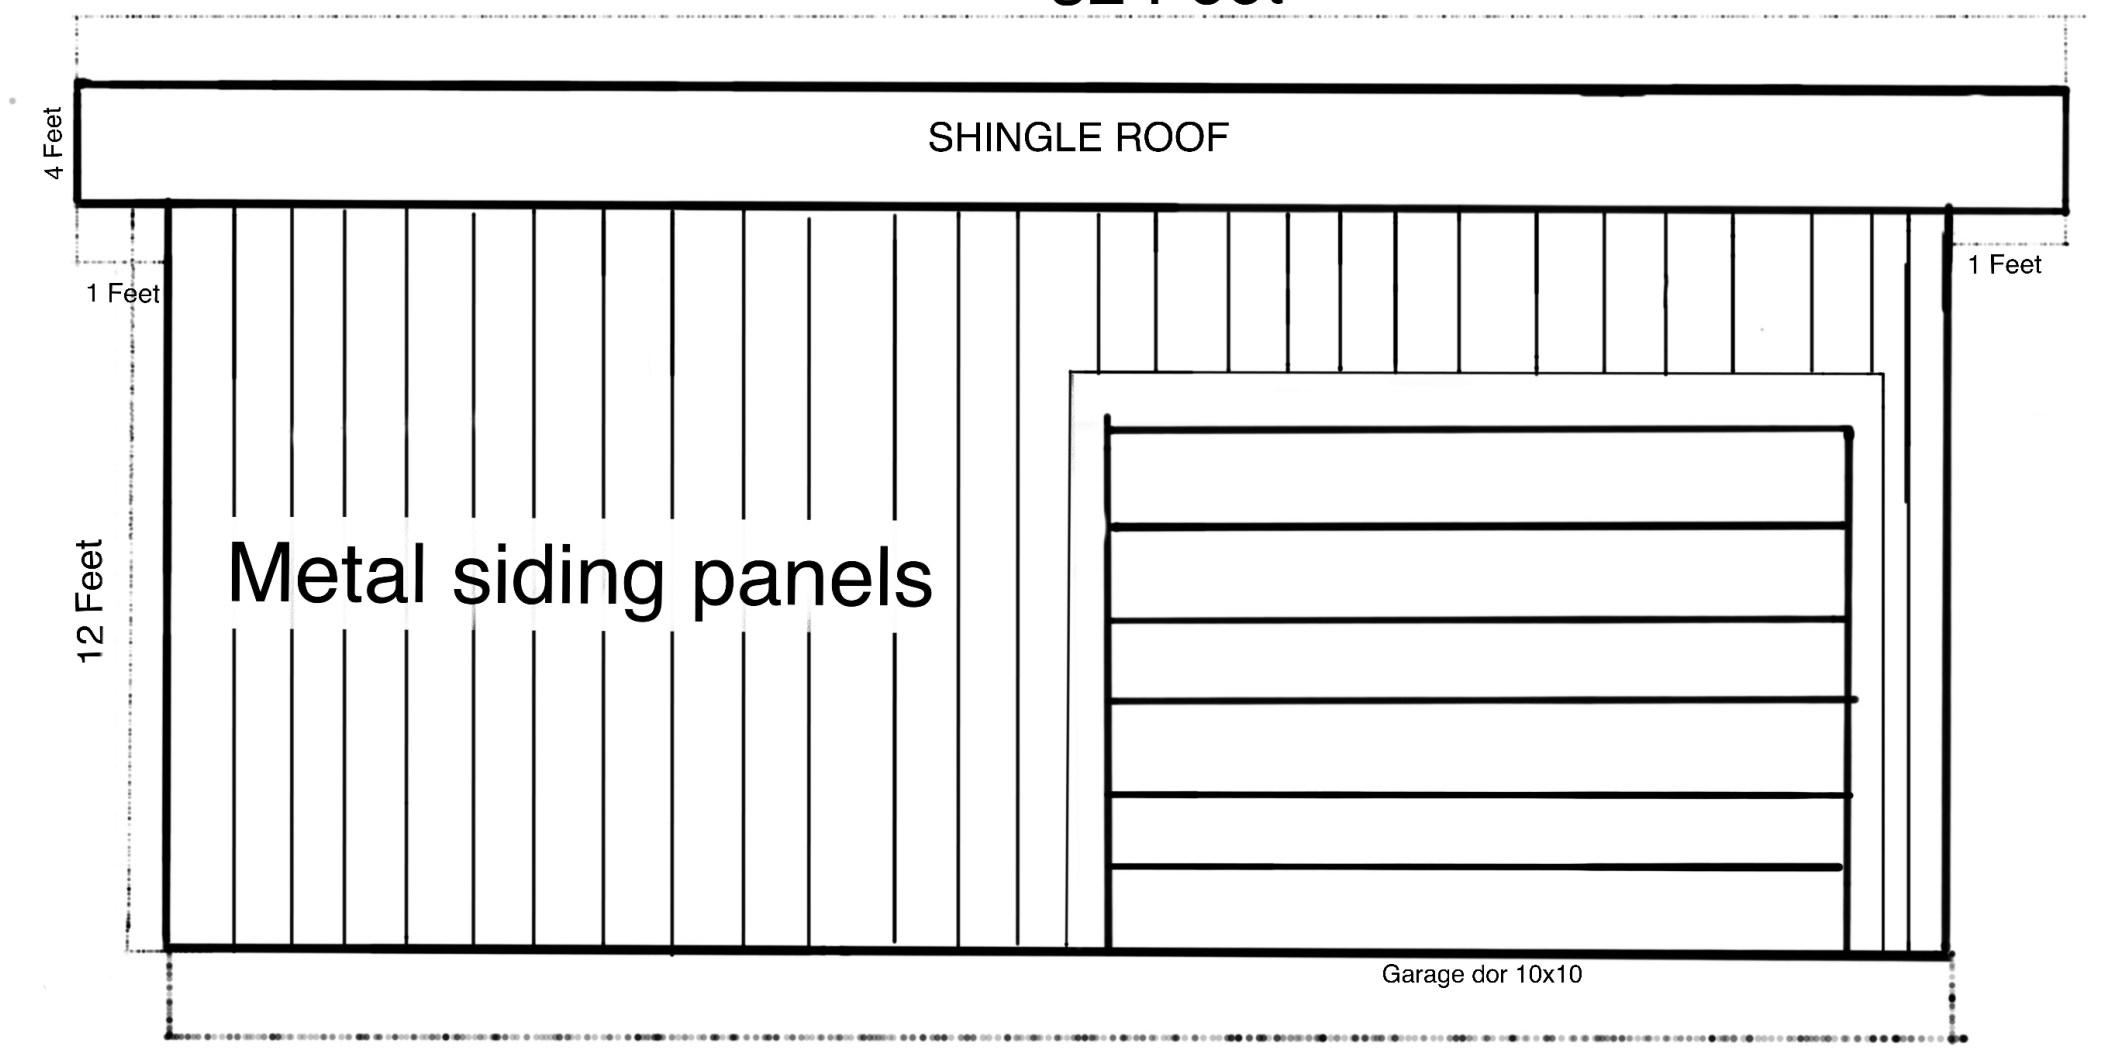 SHINGLE ROOF
4 Feet
1 Feet
1 Feet
12 Feet
Metal siding panels
Garage dor 10x10